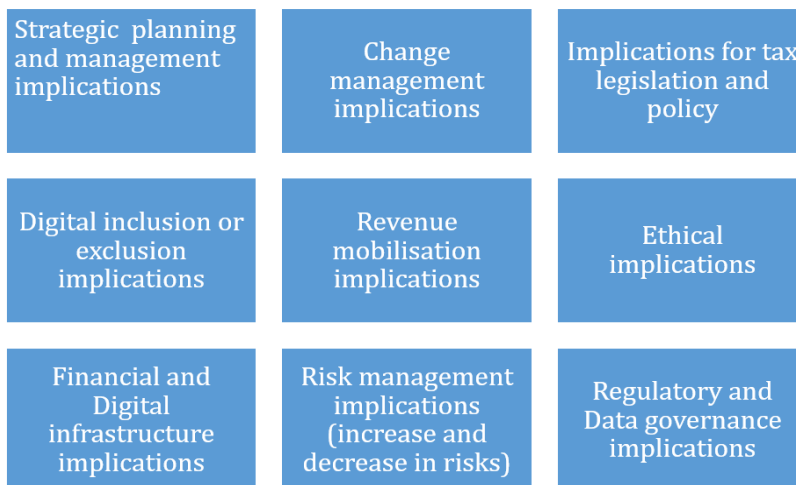 Strategic planning
and management
implications
Change
management
implications
Implications for tax
legislation and
policy
Digital inclusion or
exclusion
implications
Revenue
mobilisation
implications
Ethical
implications
Financial and
Digital
infrastructure
implications
Risk management
implications
(increase and
decrease in risks)
Regulatory and
Data governance
implications